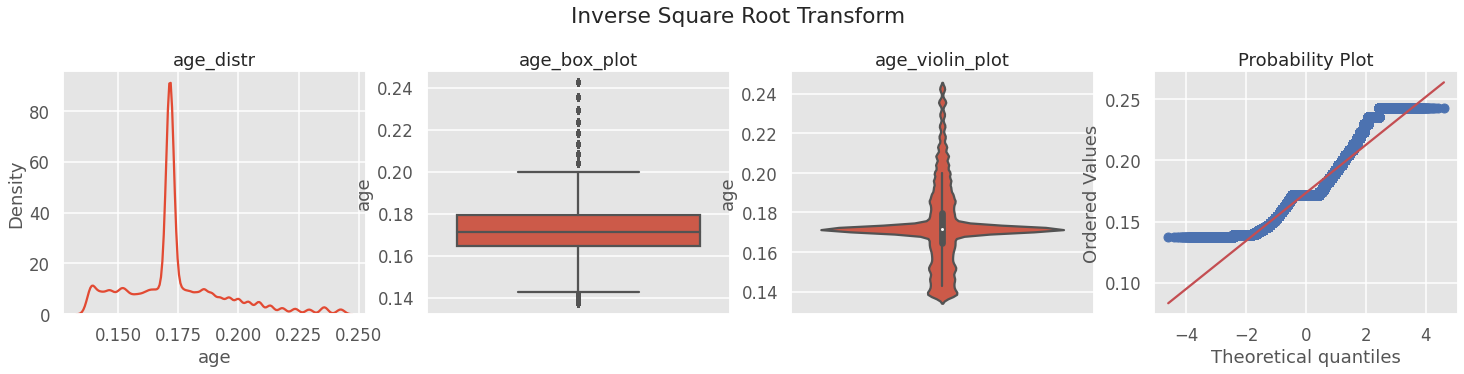 Inverse Square Root Transform
age_distr
Density
80
60
40
20
0
0.150 0.175 0.200 0.225 0.250
age
age_box_plot
age
0.24
0.22
0.20
0.18
0.16
0.14
age_violin_plot
age
0.24
0.22
0.20
0.18
0.16
0.14
Probability Plot
Ordered Values
0.25
0.20
0.15
0.10
−4 −2 0 2 4
Theoretical quantiles